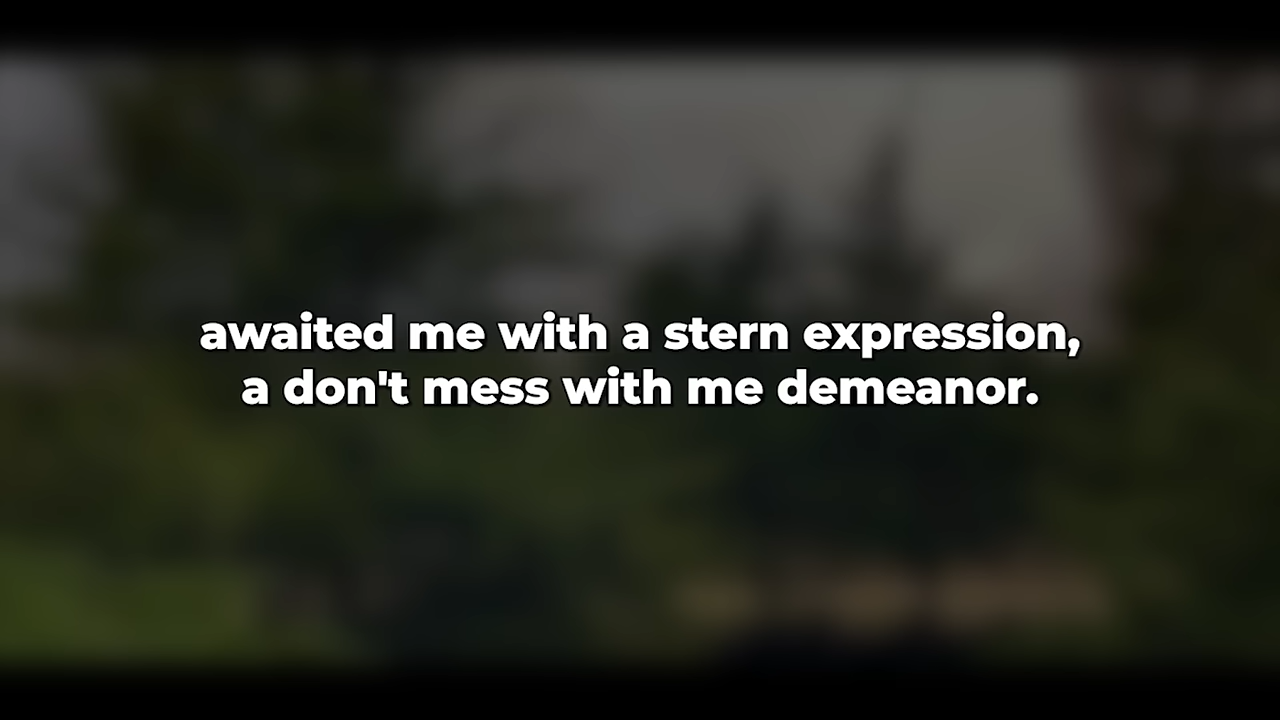 awaited me with a stern expression,
a don't mess with me demeanor.